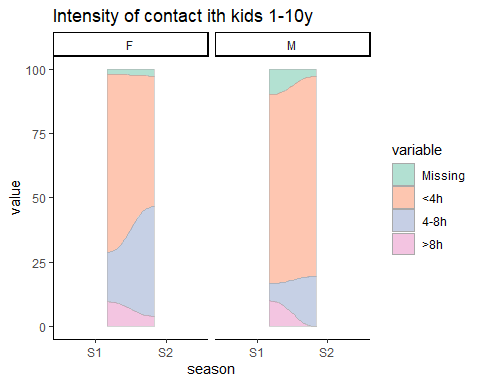 Intensity of contact ith kids 1-10y
F M
100
75
50
25
0
value
S1 S2 S1 S2
season
variable
Missing
<4h
4-8h
>8h